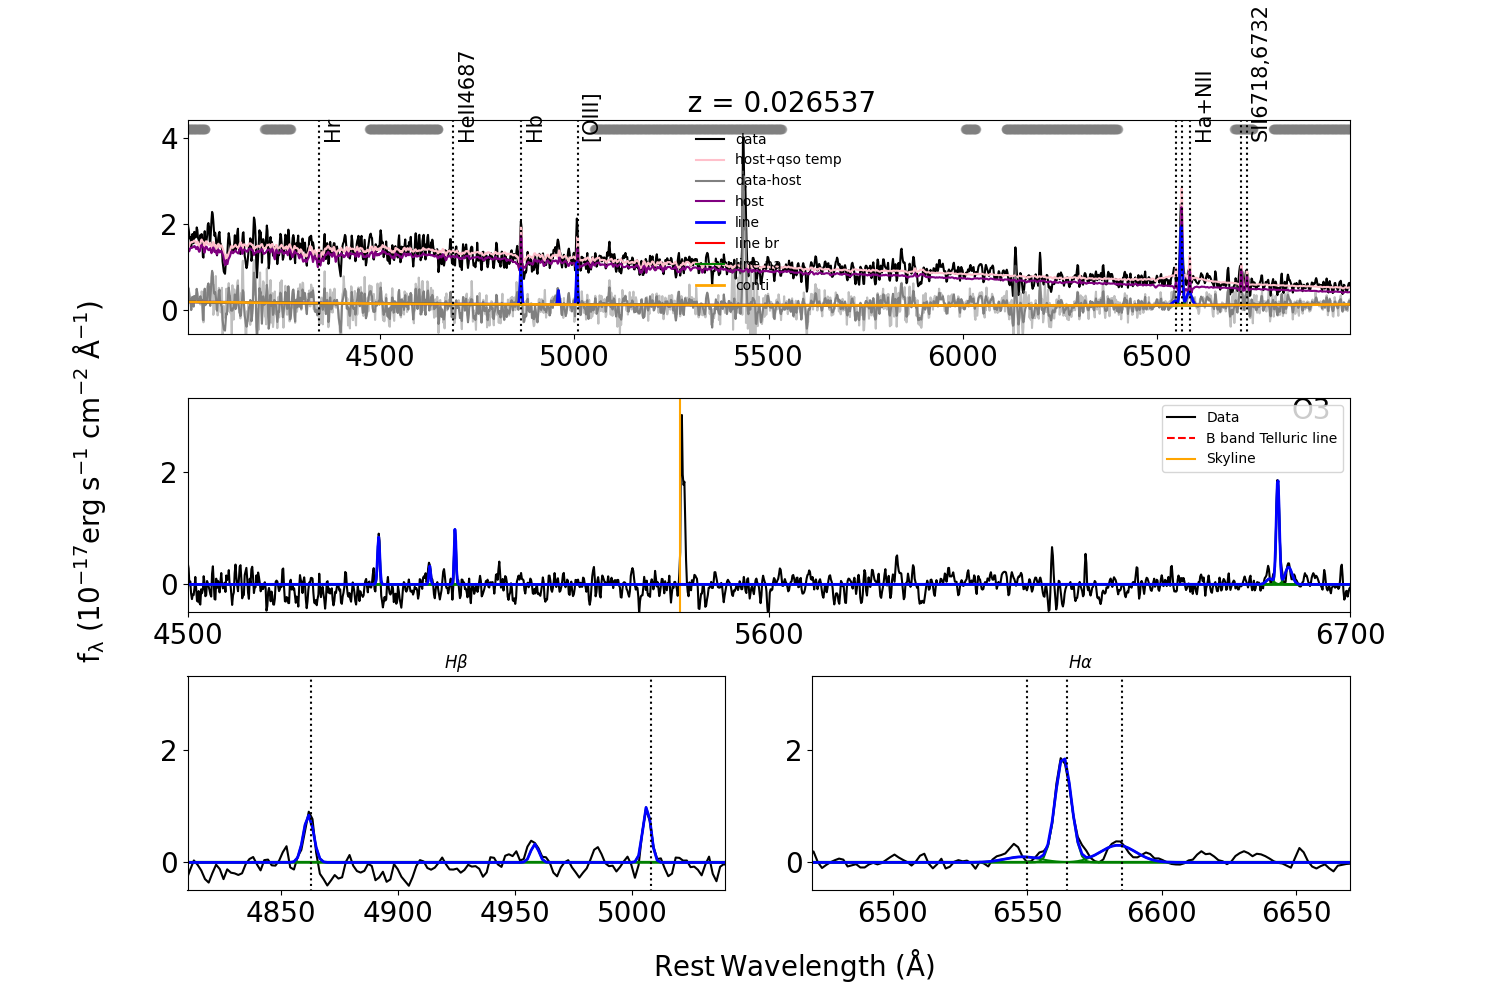 z = 0.026537
Hr
HeII4687
Hb
[OIII]
Ha+NII
SII6718,6732
data
host+qso temp
data-host
host
line
line br
line na
conti
4
2
0
4500
5000
5500
6000
6500
fλ (10⁻¹⁷erg s⁻¹ cm⁻² Å⁻¹)
O3
Data
B band Telluric line
Skyline
2
0
4500
5600
6700
Hβ
2
0
4850
4900
4950
5000
Hα
2
0
6500
6550
6600
6650
Rest Wavelength (Å)